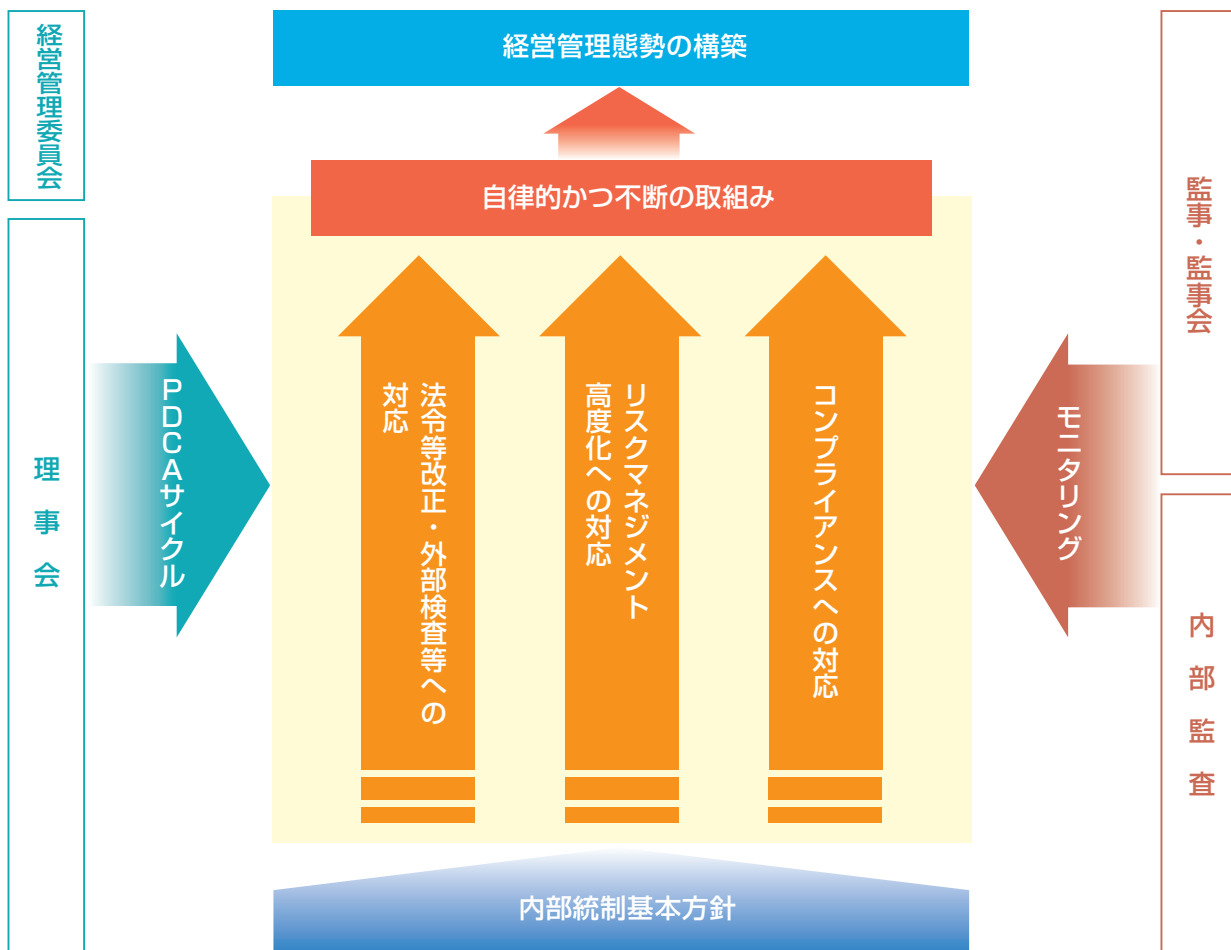 経営管理委員会
理事会
PDCAサイクル
経営管理態勢の構築
自律的かつ不断の取組み
法令等改正・外部検査等への
対応
リスクマネジメント
高度化への対応
コンプライアンスへの対応
内部統制基本方針
モニタリング
監事・監事会
内部監査